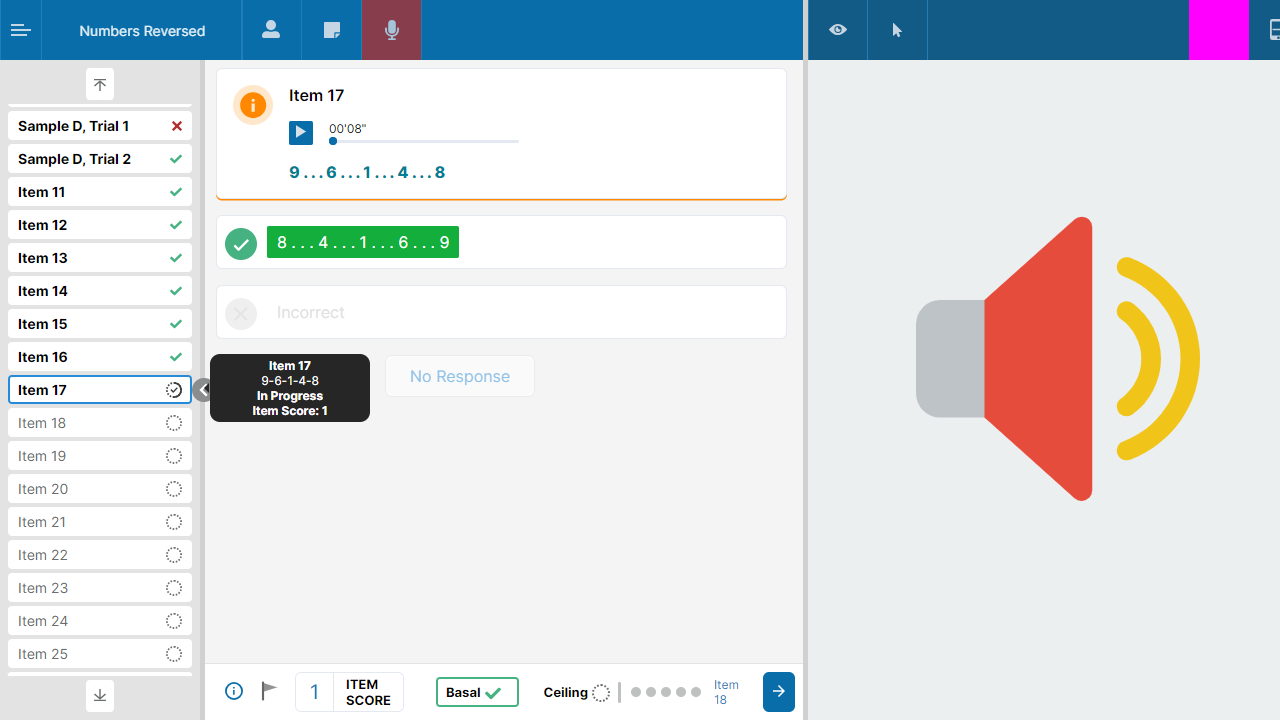 Numbers Reversed
Sample D, Trial 1
Sample D, Trial 2
Item 11
Item 12
Item 13
Item 14
Item 15
Item 16
Item 17
Item 18
Item 19
Item 20
Item 21
Item 22
Item 23
Item 24
Item 25
Item 17
00'08"
9...6...1...4...8
8...4...1...6...9
Incorrect
Item 17
9-6-1-4-8
In Progress
Item Score: 1
No Response
1
ITEM
SCORE
Basal
Ceiling
Item
18